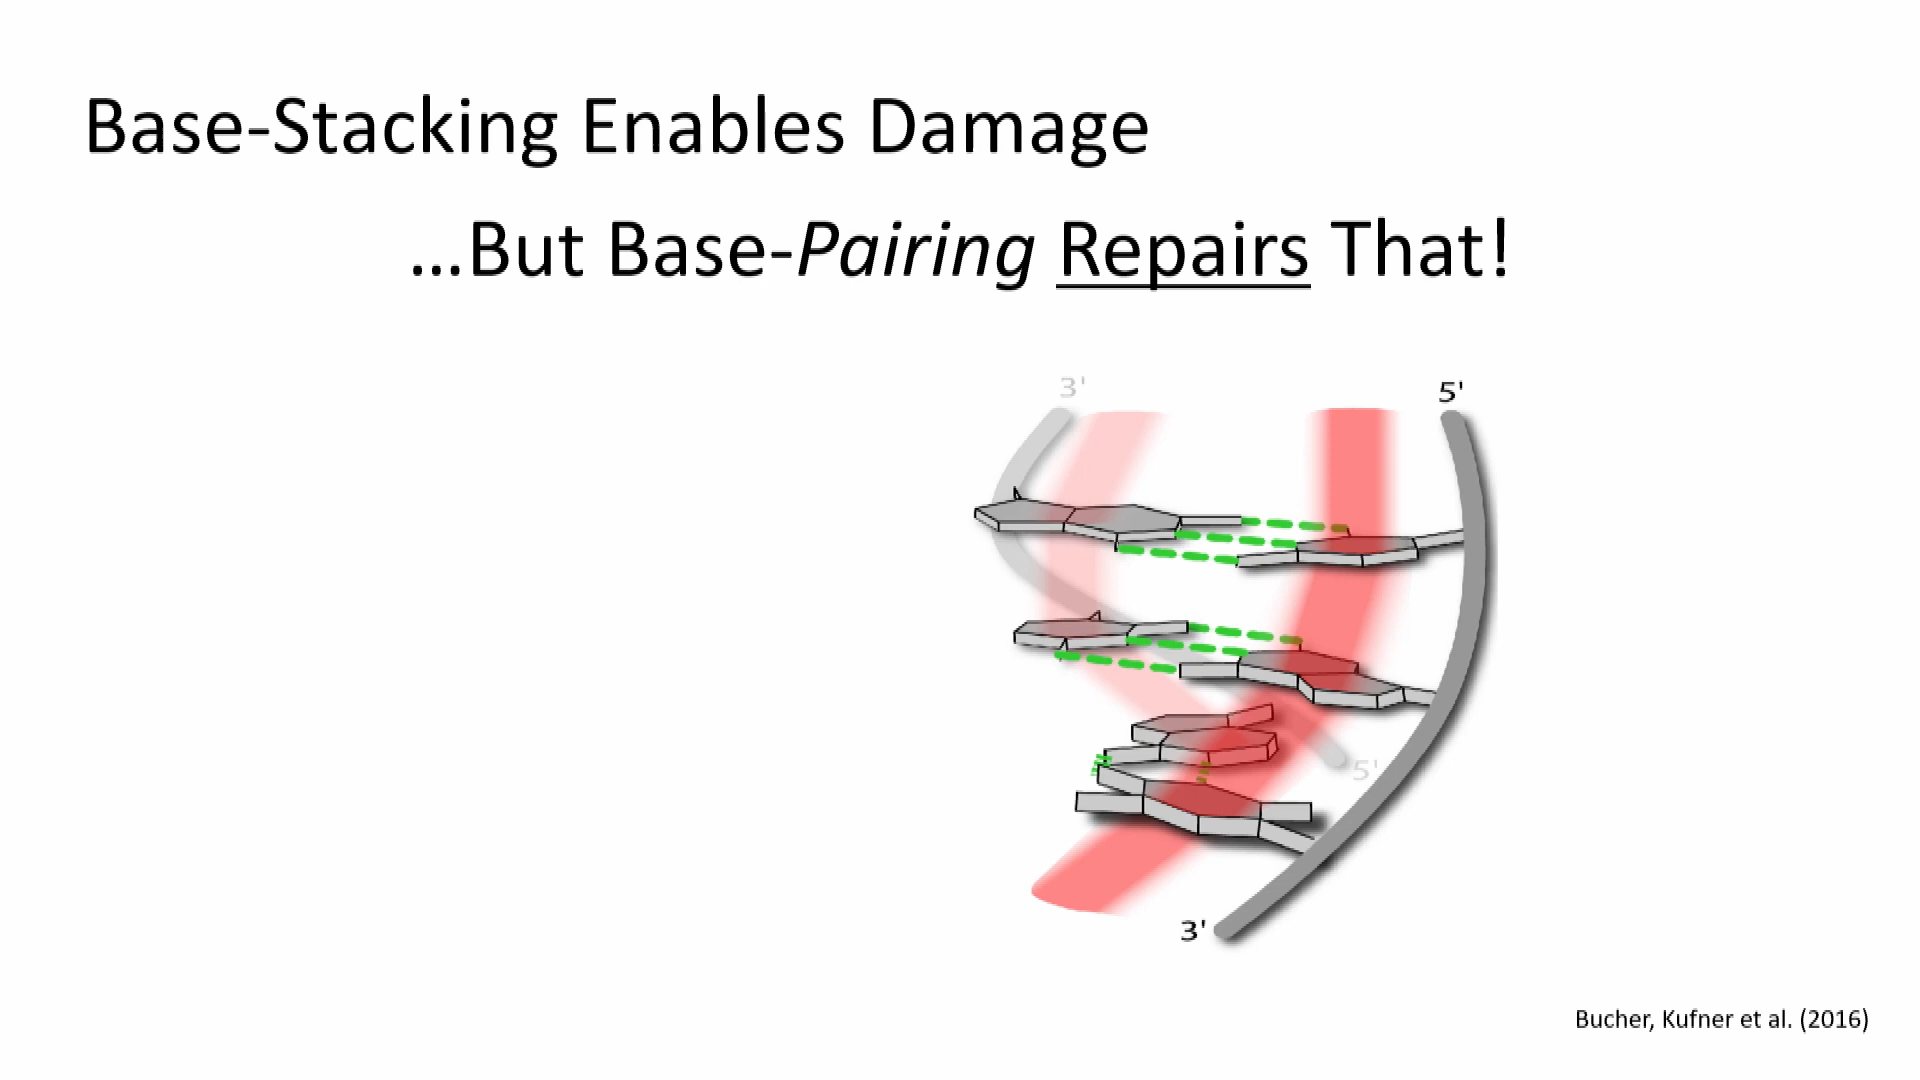 Base-Stacking Enables Damage
...But Base-Pairing Repairs That!
3'
5'
5'
3'
Bucher, Kufner et al. (2016)